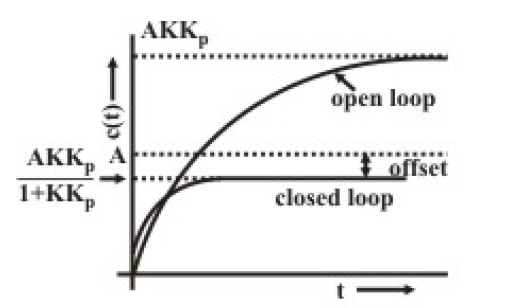 AKKp
c(t)
open loop
A
AKKp
1+KKp
offset
closed loop
t